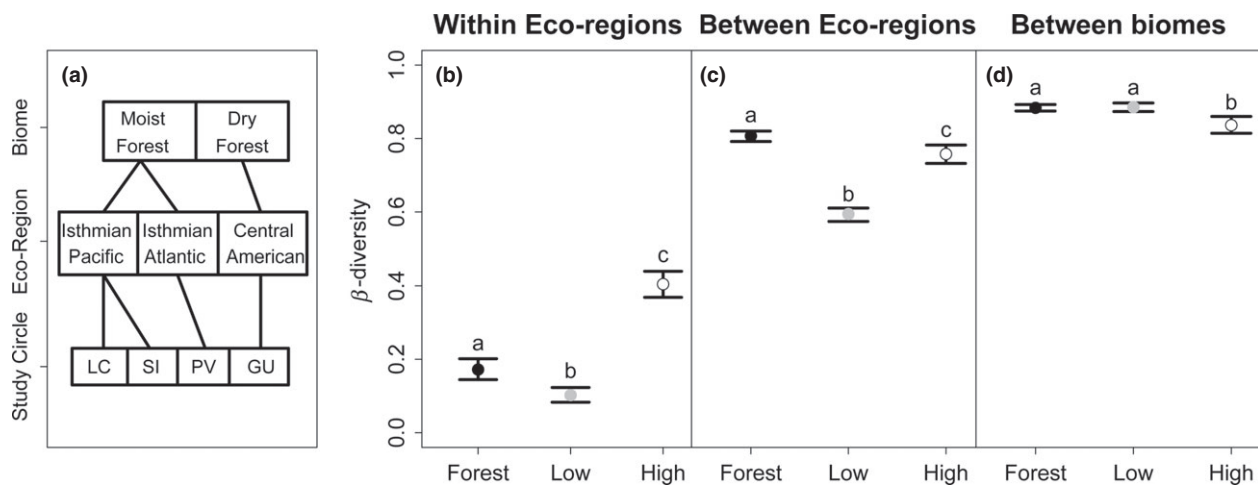 Within Eco-regions Between Eco-regions Between biomes
(a)
Biome
Eco-Region
Study Circle
Moist
Forest
Dry
Forest
Isthmian
Pacific
Isthmian
Atlantic
Central
American
LC SI PV GU
β-diversity
1.0
0.8
0.6
0.4
0.2
0.0
(b)
a
b
c
Forest Low High
(c)
a
b
c
Forest Low High
(d)
a
a
b
Forest Low High